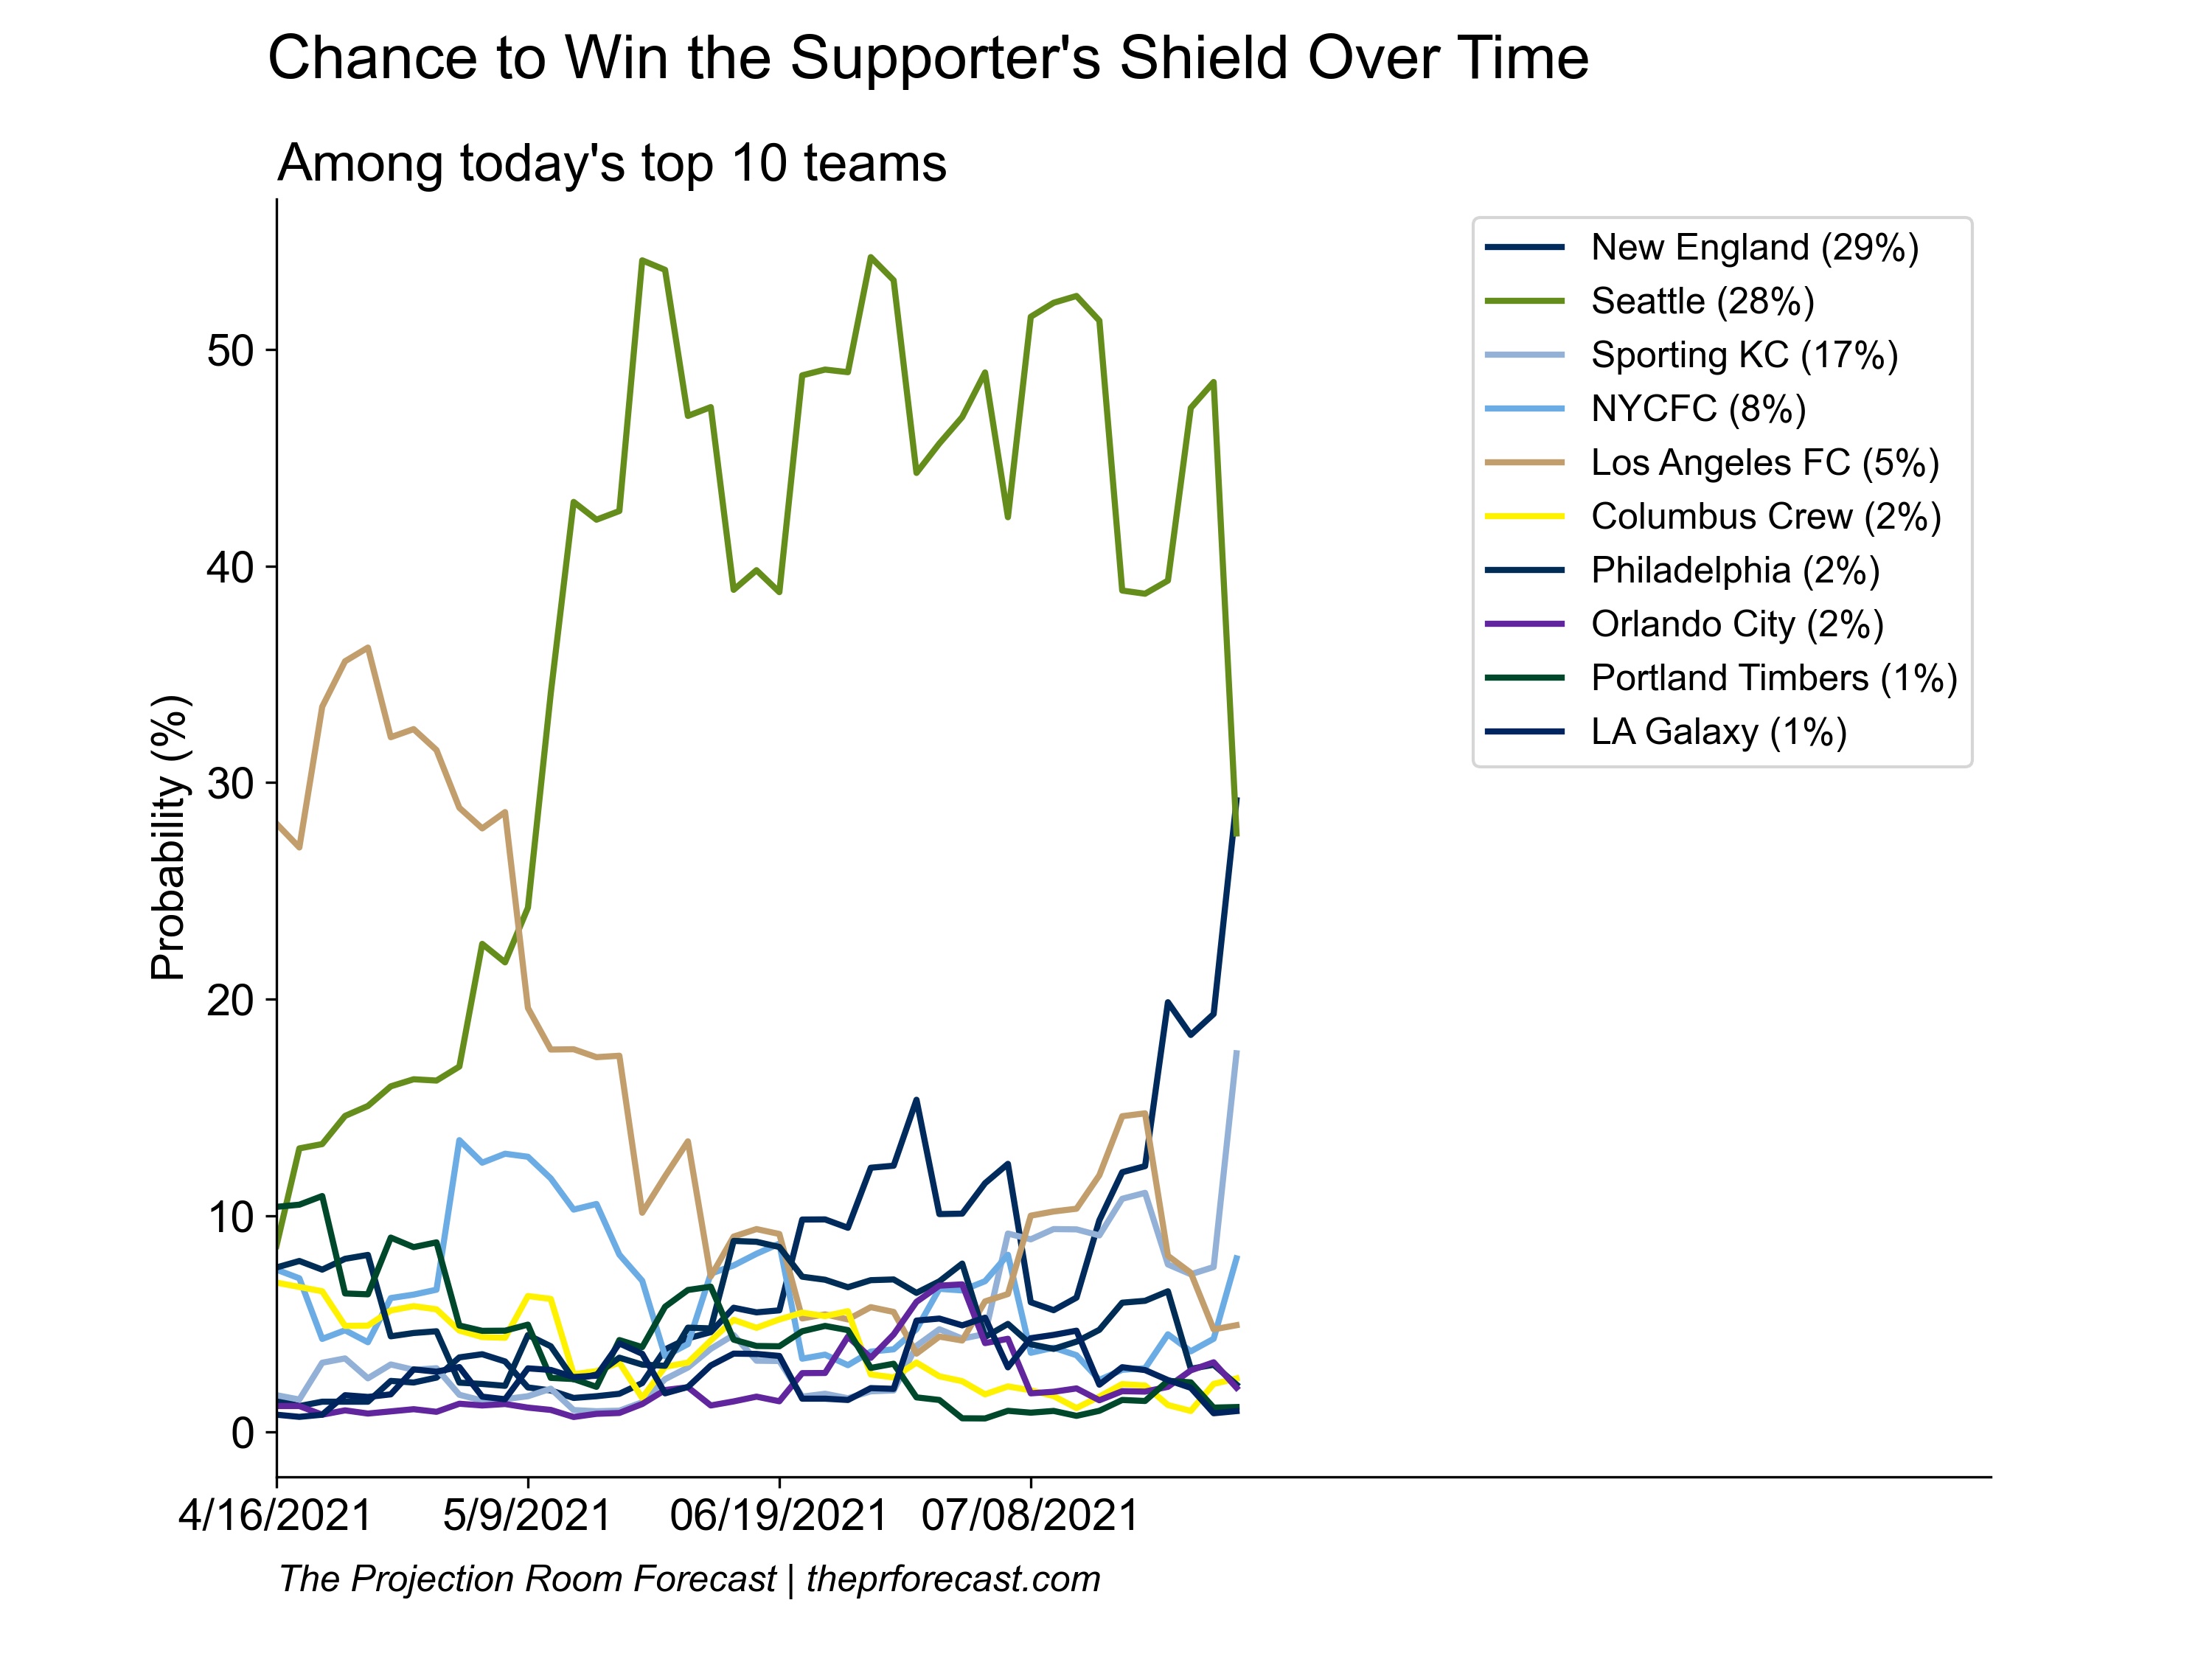 Chance to Win the Supporter's Shield Over Time
Among today's top 10 teams
New England (29%)
Seattle (28%)
Sporting KC (17%)
NYCFC (8%)
Los Angeles FC (5%)
Columbus Crew (2%)
Philadelphia (2%)
Orlando City (2%)
Portland Timbers (1%)
LA Galaxy (1%)
Probability (%)
50
40
30
20
10
0
4/16/2021 5/9/2021 06/19/2021 07/08/2021
The Projection Room Forecast | theprforecast.com